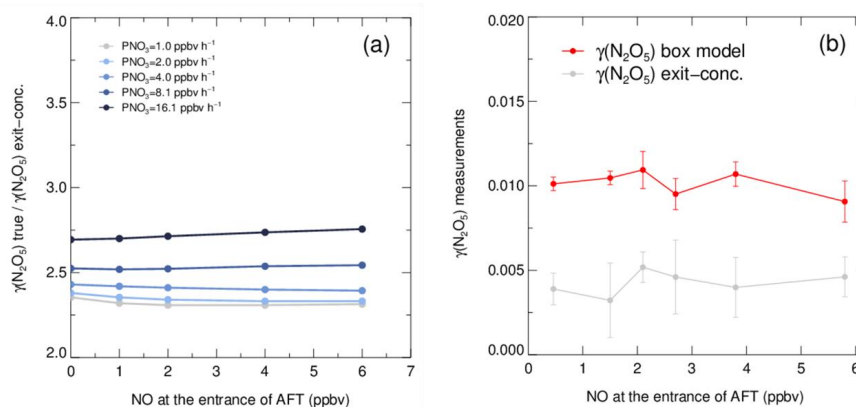 (a)
PNO₃=1.0 ppbv h⁻¹
PNO₃=2.0 ppbv h⁻¹
PNO₃=4.0 ppbv h⁻¹
PNO₃=8.1 ppbv h⁻¹
PNO₃=16.1 ppbv h⁻¹
γ(N₂O₅) true / γ(N₂O₅) exit−conc.
4.0
3.5
3.0
2.5
2.0
0 1 2 3 4 5 6 7
NO at the entrance of AFT (ppbv)
(b)
γ(N₂O₅) box model
γ(N₂O₅) exit−conc.
γ(N₂O₅) measurements
0.020
0.015
0.010
0.005
0.000
0 1 2 3 4 5 6
NO at the entrance of AFT (ppbv)